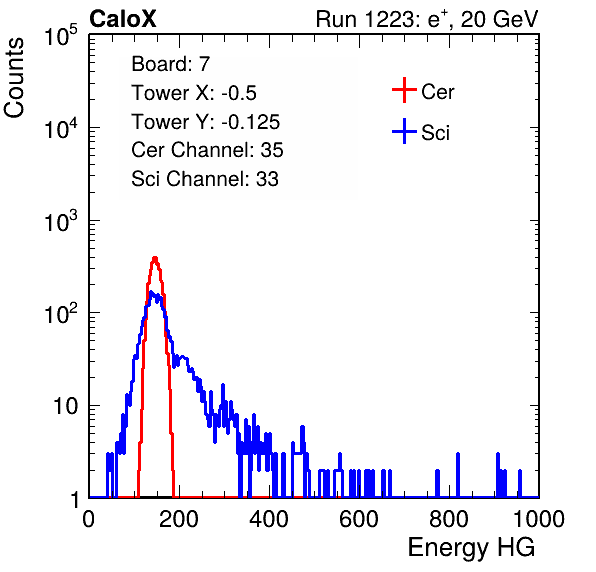 CaloX Run 1223: e⁺, 20 GeV
Counts
Board: 7
Tower X: -0.5
Tower Y: -0.125
Cer Channel: 35
Sci Channel: 33
Cer
Sci
10⁵
10⁴
10³
10²
10
1
0 200 400 600 800 1000
Energy HG